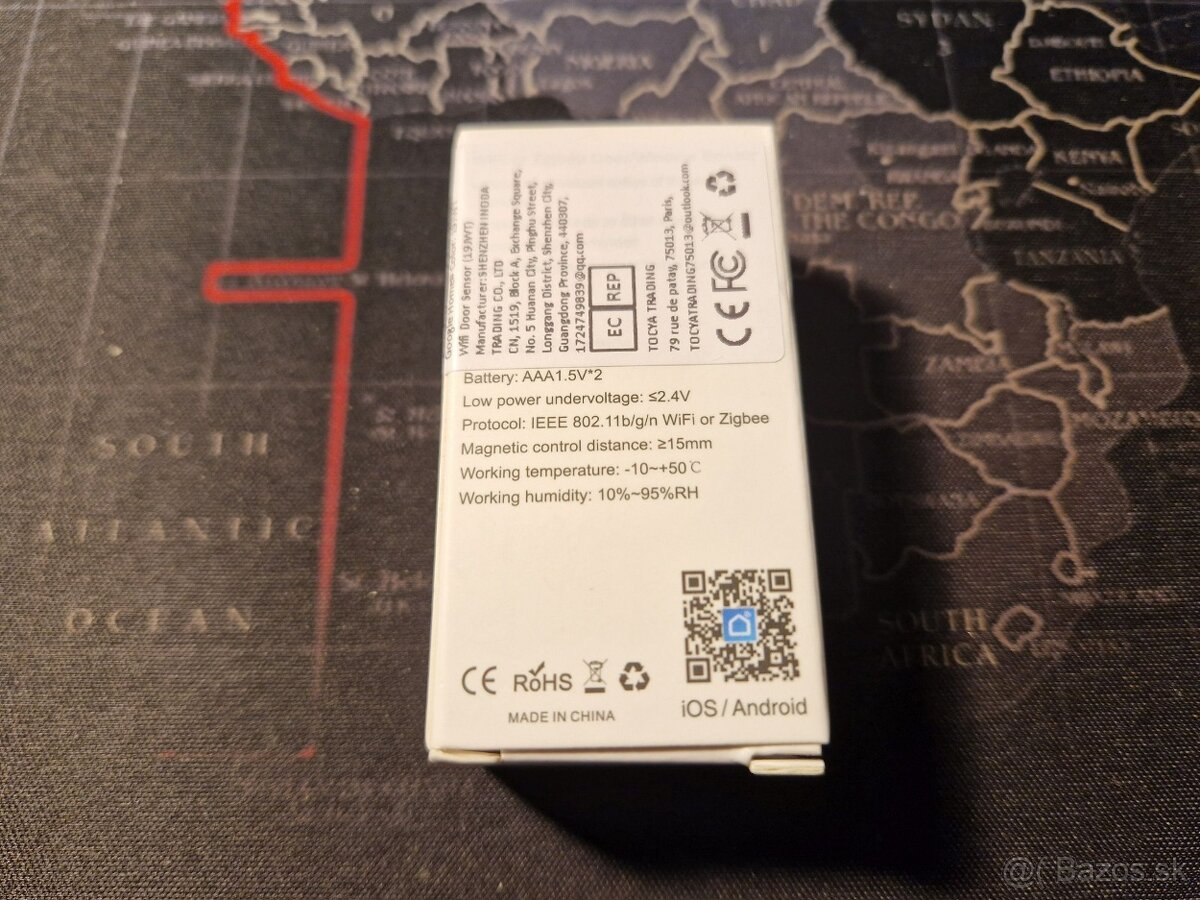 Wifi Door Sensor (19JWT)
Manufacturer: SHENZHEN INODA
TRADING CO., LTD
CN, 1519, Block A, Exchange Square,
No. 5 Huanan City, Pinghu Street,
Longgang District, Shenzhen City,
Guangdong Province, 440307,
1724749839@qq.com
EC REP
TOCYA TRADING
79 rue de patay, 75013, Paris,
TOCYATRADING75013@outlook.com
CE FC
Battery: AAA1.5V*2
Low power undervoltage: ≤2.4V
Protocol: IEEE 802.11b/g/n WiFi or Zigbee
Magnetic control distance: ≥15mm
Working temperature: -10~+50℃
Working humidity: 10%~95%RH
CE RoHS
MADE IN CHINA
iOS / Android
SOUTH
ATLANTIC
OCEAN
NIGERIA
ETHIOPIA
KENYA
DEM REP.
THE CONGO
TANZANIA
ZAMBIA
SOUTH
AFRICA
Bazos.sk